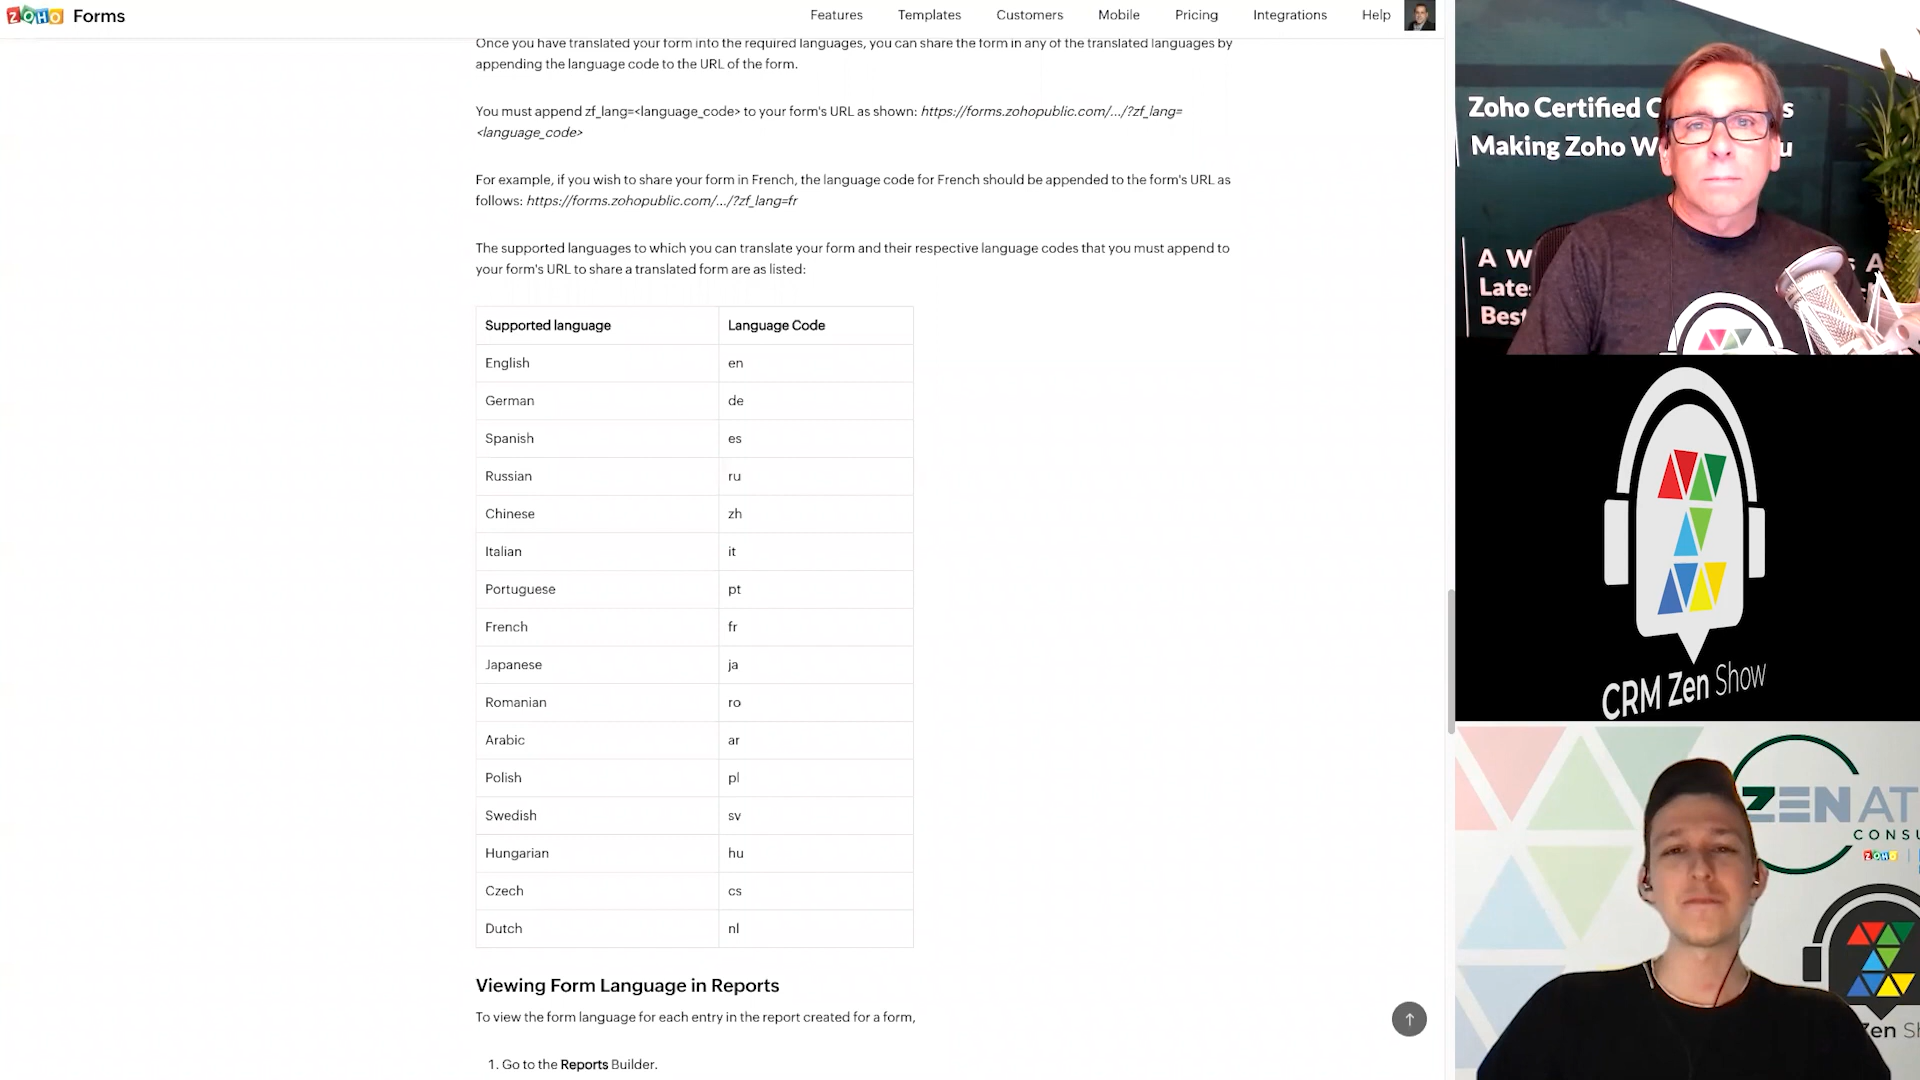 ZOHO Forms
Features Templates Customers Mobile Pricing Integrations Help
Once you have translated your form into the required languages, you can share the form in any of the translated languages by
appending the language code to the URL of the form.
You must append zf_lang=<language_code> to your form's URL as shown: https://forms.zohopublic.com/.../?zf_lang=
<language_code>
For example, if you wish to share your form in French, the language code for French should be appended to the form's URL as
follows: https://forms.zohopublic.com/.../?zf_lang=fr
The supported languages to which you can translate your form and their respective language codes that you must append to
your form's URL to share a translated form are as listed:
Supported language Language Code
English en
German de
Spanish es
Russian ru
Chinese zh
Italian it
Portuguese pt
French fr
Japanese ja
Romanian ro
Arabic ar
Polish pl
Swedish sv
Hungarian hu
Czech cs
Dutch nl
Viewing Form Language in Reports
To view the form language for each entry in the report created for a form,
1. Go to the Reports Builder.
Zoho Certified
Making Zoho
A
Best
CRM Zen Show
ZEN
ZOHO